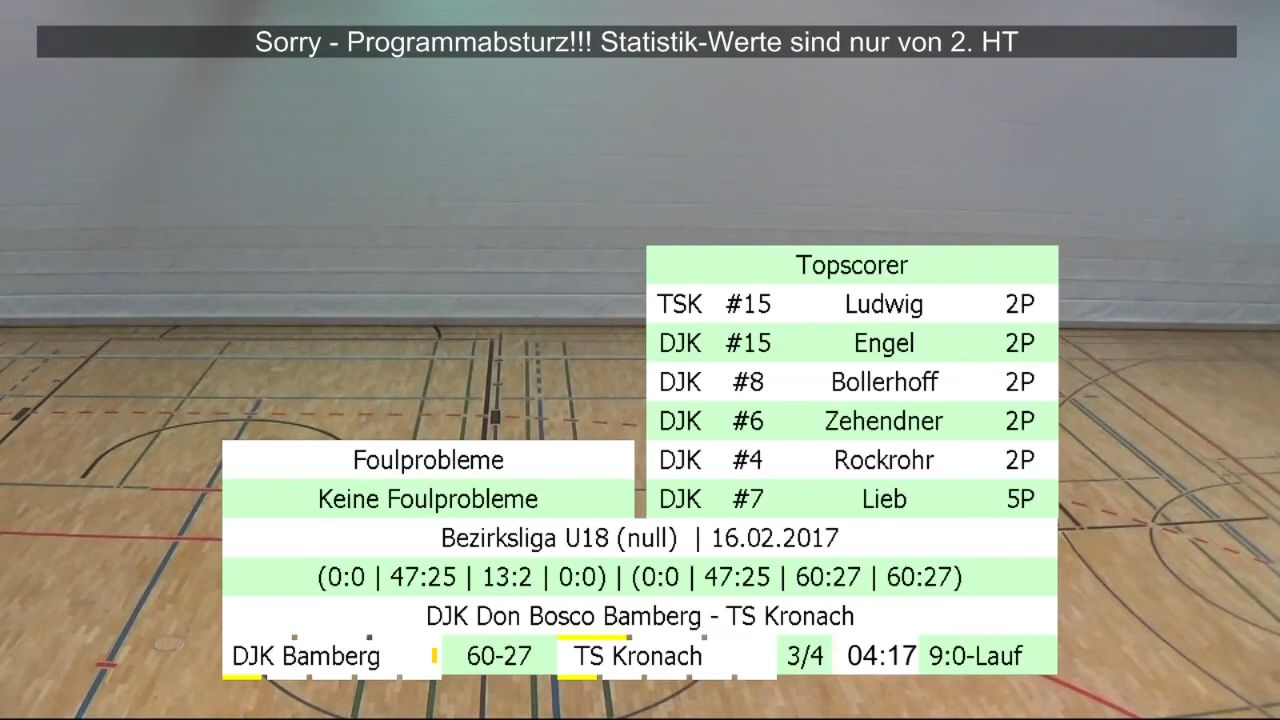 Sorry - Programmabsturz!!! Statistik-Werte sind nur von 2. HT
Topscorer
TSK #15 Ludwig 2P
DJK #15 Engel 2P
DJK #8 Bollerhoff 2P
DJK #6 Zehendner 2P
DJK #4 Rockrohr 2P
DJK #7 Lieb 5P
Foulprobleme
Keine Foulprobleme
Bezirksliga U18 (null) | 16.02.2017
(0:0 | 47:25 | 13:2 | 0:0) | (0:0 | 47:25 | 60:27 | 60:27)
DJK Don Bosco Bamberg - TS Kronach
DJK Bamberg 60-27 TS Kronach 3/4 04:17 9:0-Lauf